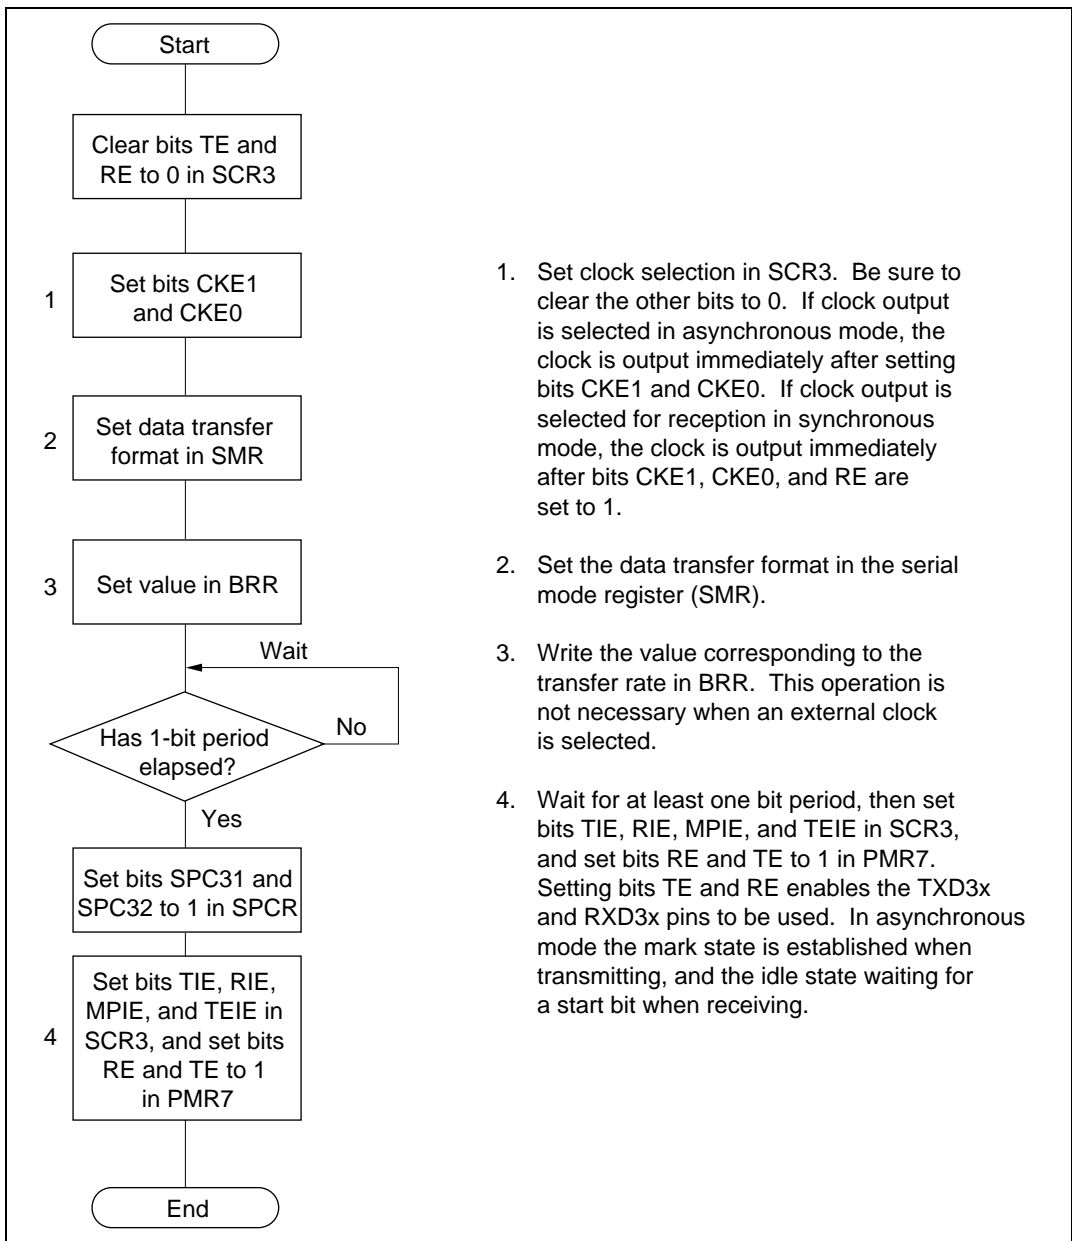 Start
Clear bits TE and
RE to 0 in SCR3
1
Set bits CKE1
and CKE0
2
Set data transfer
format in SMR
3
Set value in BRR
Wait
Has 1-bit period
elapsed?
No
Yes
Set bits SPC31 and
SPC32 to 1 in SPCR
4
Set bits TIE, RIE,
MPIE, and TEIE in
SCR3, and set bits
RE and TE to 1
in PMR7
End
1. Set clock selection in SCR3. Be sure to
clear the other bits to 0. If clock output
is selected in asynchronous mode, the
clock is output immediately after setting
bits CKE1 and CKE0. If clock output is
selected for reception in synchronous
mode, the clock is output immediately
after bits CKE1, CKE0, and RE are
set to 1.
2. Set the data transfer format in the serial
mode register (SMR).
3. Write the value corresponding to the
transfer rate in BRR. This operation is
not necessary when an external clock
is selected.
4. Wait for at least one bit period, then set
bits TIE, RIE, MPIE, and TEIE in SCR3,
and set bits RE and TE to 1 in PMR7.
Setting bits TE and RE enables the TXD3x
and RXD3x pins to be used. In asynchronous
mode the mark state is established when
transmitting, and the idle state waiting for
a start bit when receiving.